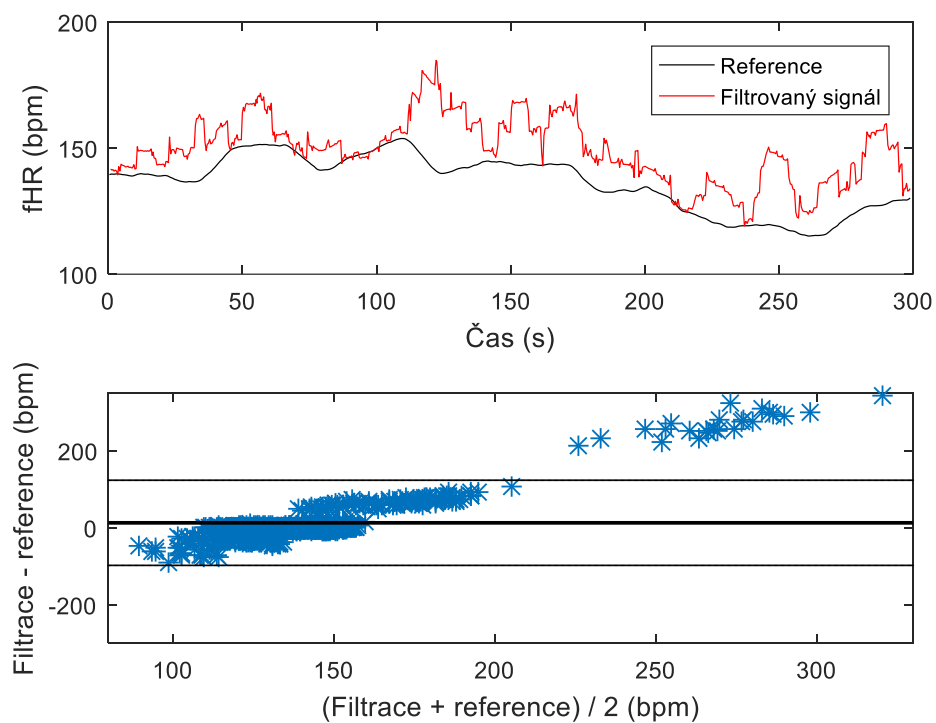 200
150
100
fHR (bpm)
Reference
Filtrovaný signál
0 50 100 150 200 250 300
Čas (s)
200
0
-200
Filtrace - reference (bpm)
100 150 200 250 300
(Filtrace + reference) / 2 (bpm)